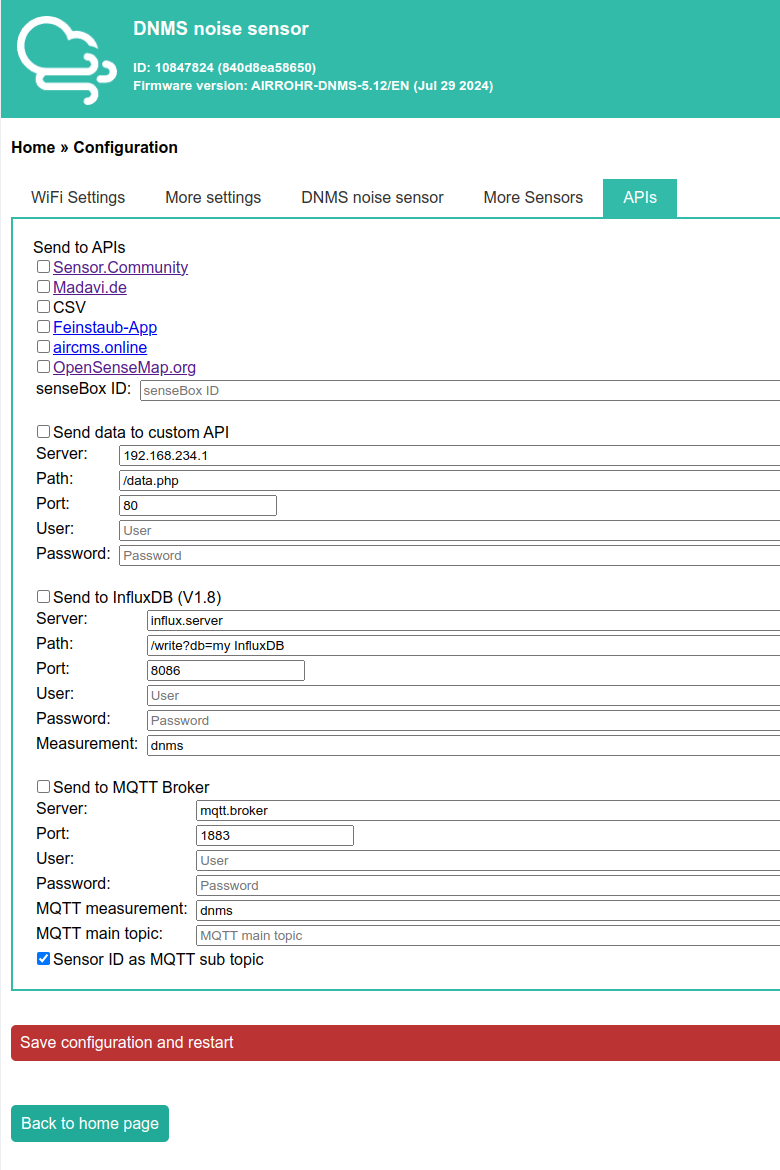 DNMS noise sensor
ID: 10847824 (840d8ea58650)
Firmware version: AIRROHR-DNMS-5.12/EN (Jul 29 2024)
Home » Configuration
WiFi Settings More settings DNMS noise sensor More Sensors APIs
Send to APIs
Sensor.Community
Madavi.de
CSV
Feinstaub-App
aircms.online
OpenSenseMap.org
senseBox ID: senseBox ID
Send data to custom API
Server: 192.168.234.1
Path: /data.php
Port: 80
User: User
Password: Password
Send to InfluxDB (V1.8)
Server: influx.server
Path: /write?db=my InfluxDB
Port: 8086
User: User
Password: Password
Measurement: dnms
Send to MQTT Broker
Server: mqtt.broker
Port: 1883
User: User
Password: Password
MQTT measurement: dnms
MQTT main topic: MQTT main topic
Sensor ID as MQTT sub topic
Save configuration and restart
Back to home page